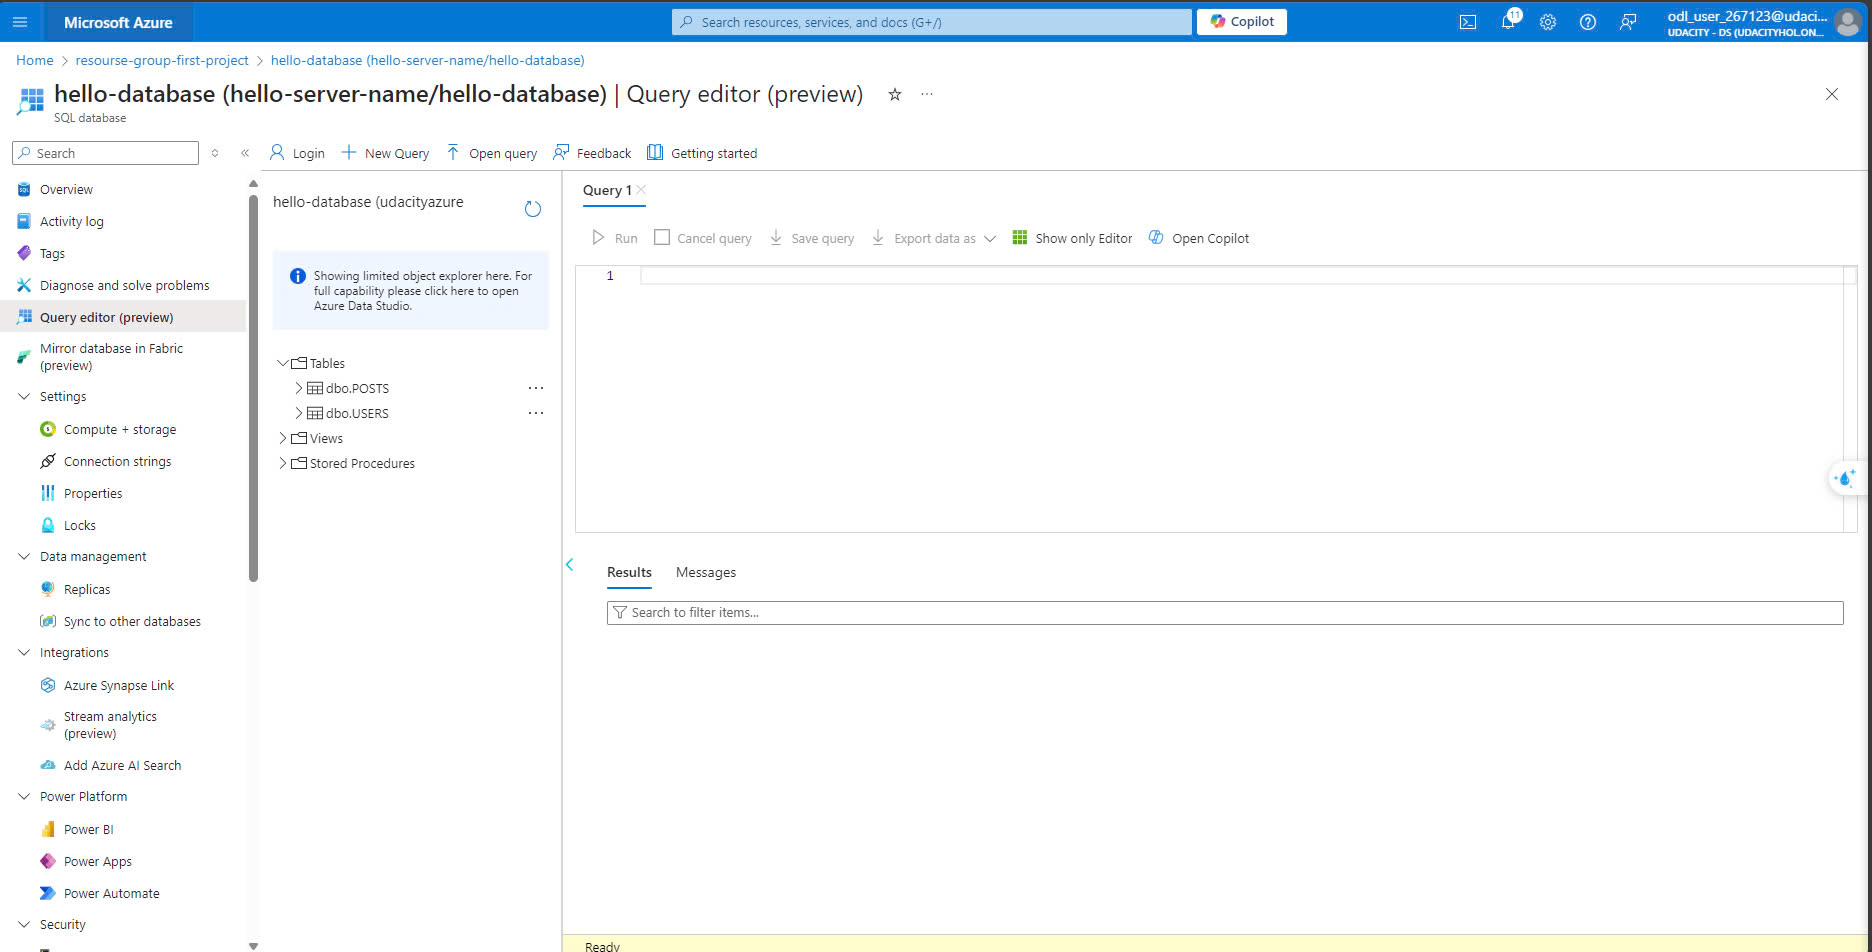 Microsoft Azure
Search resources, services, and docs (G+/)
Copilot
11
odl_user_267123@udaci...
UDACITY - DS (UDACITYHOL.ON...
Home > resourse-group-first-project > hello-database (hello-server-name/hello-database)
hello-database (hello-server-name/hello-database) | Query editor (preview)
SQL database
Search
Login
New Query
Open query
Feedback
Getting started
Overview
Activity log
Tags
Diagnose and solve problems
Query editor (preview)
Mirror database in Fabric
(preview)
Settings
Compute + storage
Connection strings
Properties
Locks
Data management
Replicas
Sync to other databases
Integrations
Azure Synapse Link
Stream analytics
(preview)
Add Azure AI Search
Power Platform
Power BI
Power Apps
Power Automate
Security
hello-database (udacityazure
Showing limited object explorer here. For
full capability please click here to open
Azure Data Studio.
Tables
dbo.POSTS
dbo.USERS
Views
Stored Procedures
Query 1
Run
Cancel query
Save query
Export data as
Show only Editor
Open Copilot
1
Results
Messages
Search to filter items...
Ready